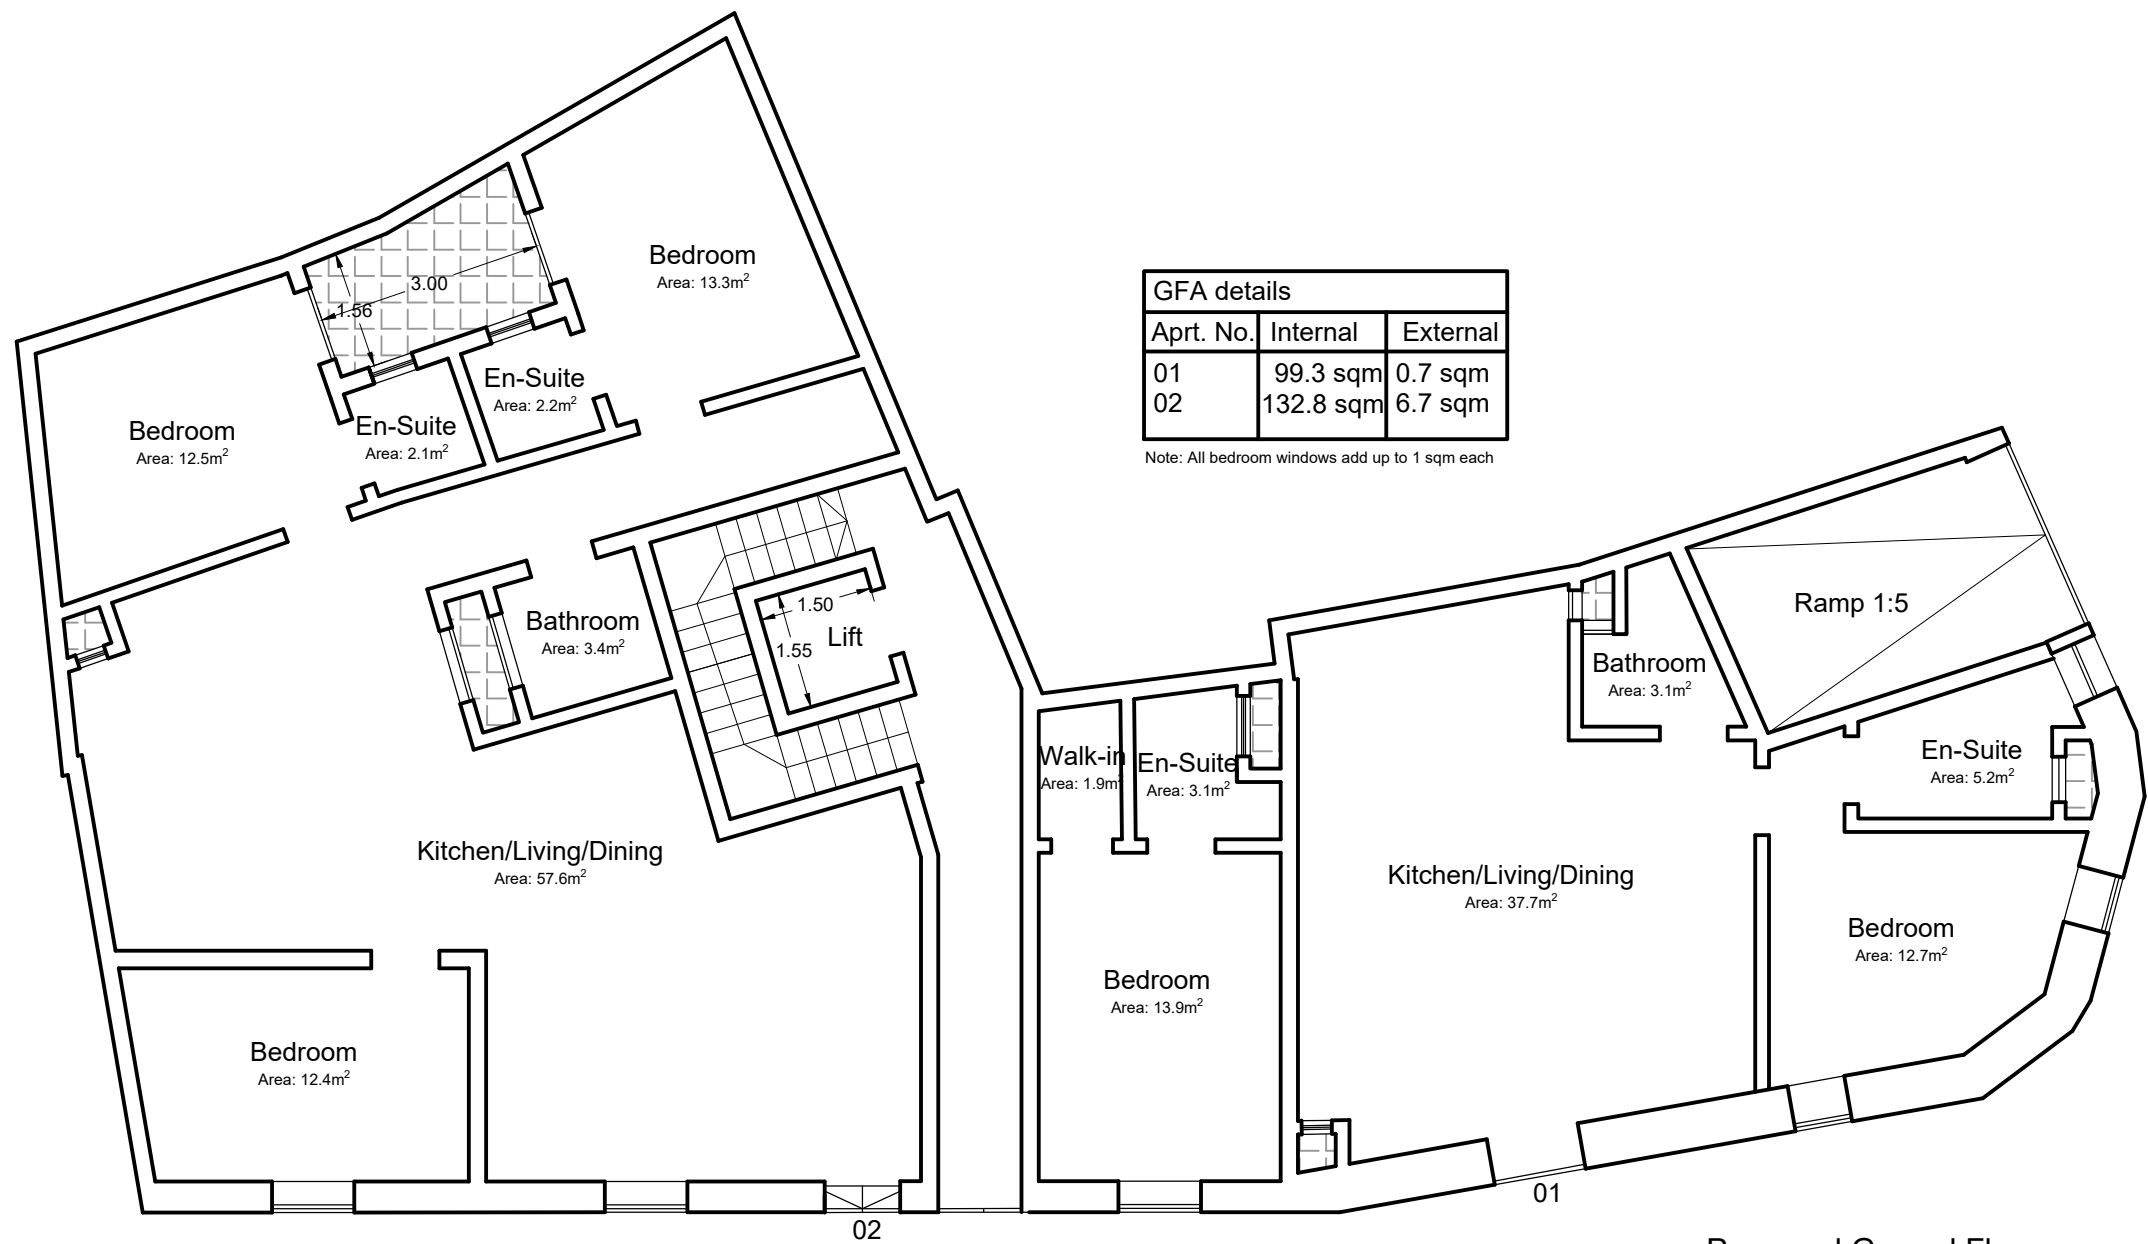 Bedroom
Area: 13.3m²
3.00
1.56
En-Suite
Area: 2.2m²
En-Suite
Area: 2.1m²
Bedroom
Area: 12.5m²
GFA details
Aprt. No. Internal External
01 99.3 sqm 0.7 sqm
02 132.8 sqm 6.7 sqm
Note: All bedroom windows add up to 1 sqm each
Bathroom
Area: 3.4m²
1.50
Lift
1.55
Ramp 1:5
Bathroom
Area: 3.1m²
Walk-in
Area: 1.9m²
En-Suite
Area: 3.1m²
En-Suite
Area: 5.2m²
Kitchen/Living/Dining
Area: 57.6m²
Kitchen/Living/Dining
Area: 37.7m²
Bedroom
Area: 12.7m²
Bedroom
Area: 13.9m²
Bedroom
Area: 12.4m²
01
02